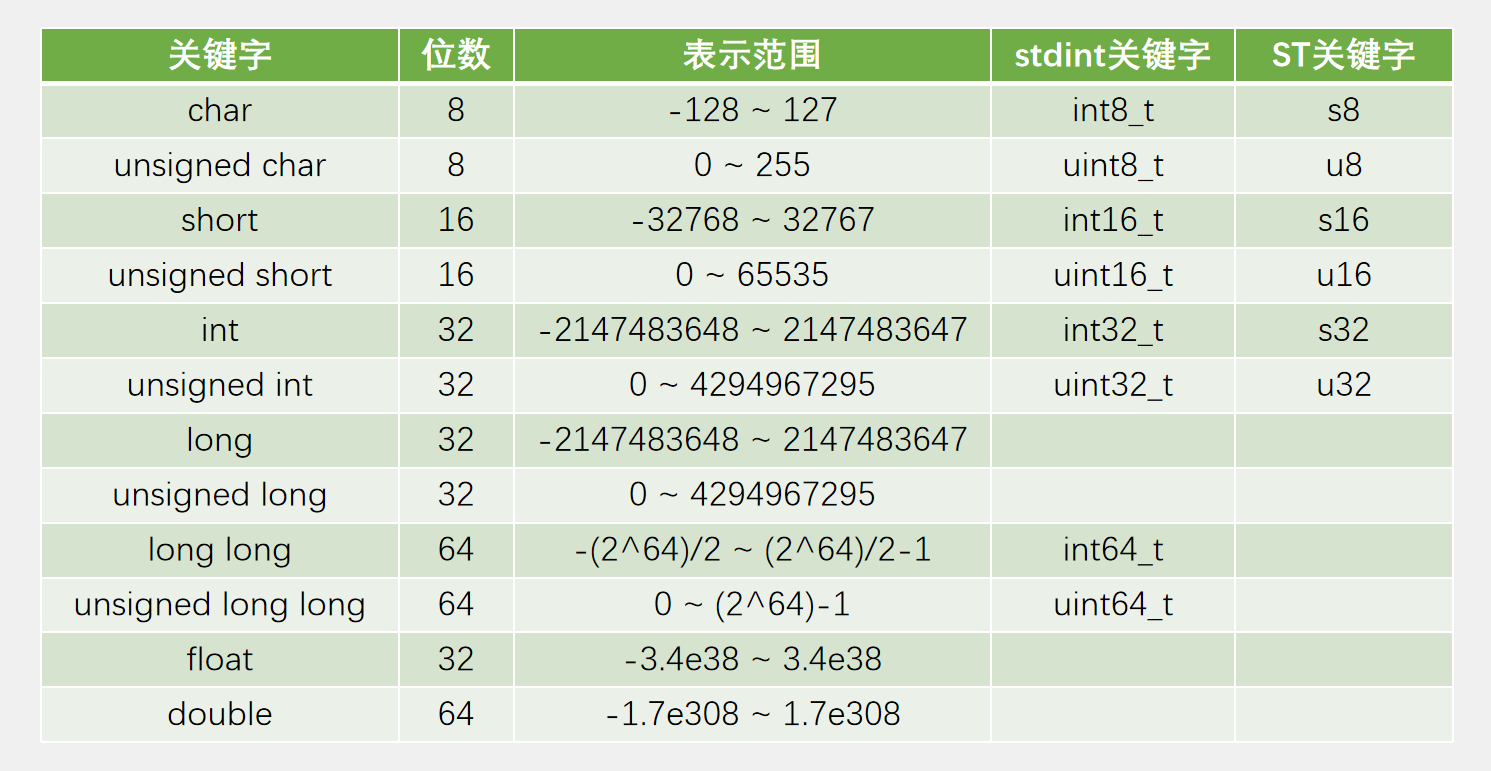 关键字 位数 表示范围 stdint关键字 ST关键字
char 8 -128 ~ 127 int8_t s8
unsigned char 8 0 ~ 255 uint8_t u8
short 16 -32768 ~ 32767 int16_t s16
unsigned short 16 0 ~ 65535 uint16_t u16
int 32 -2147483648 ~ 2147483647 int32_t s32
unsigned int 32 0 ~ 4294967295 uint32_t u32
long 32 -2147483648 ~ 2147483647
unsigned long 32 0 ~ 4294967295
long long 64 -(2^64)/2 ~ (2^64)/2-1 int64_t
unsigned long long 64 0 ~ (2^64)-1 uint64_t
float 32 -3.4e38 ~ 3.4e38
double 64 -1.7e308 ~ 1.7e308